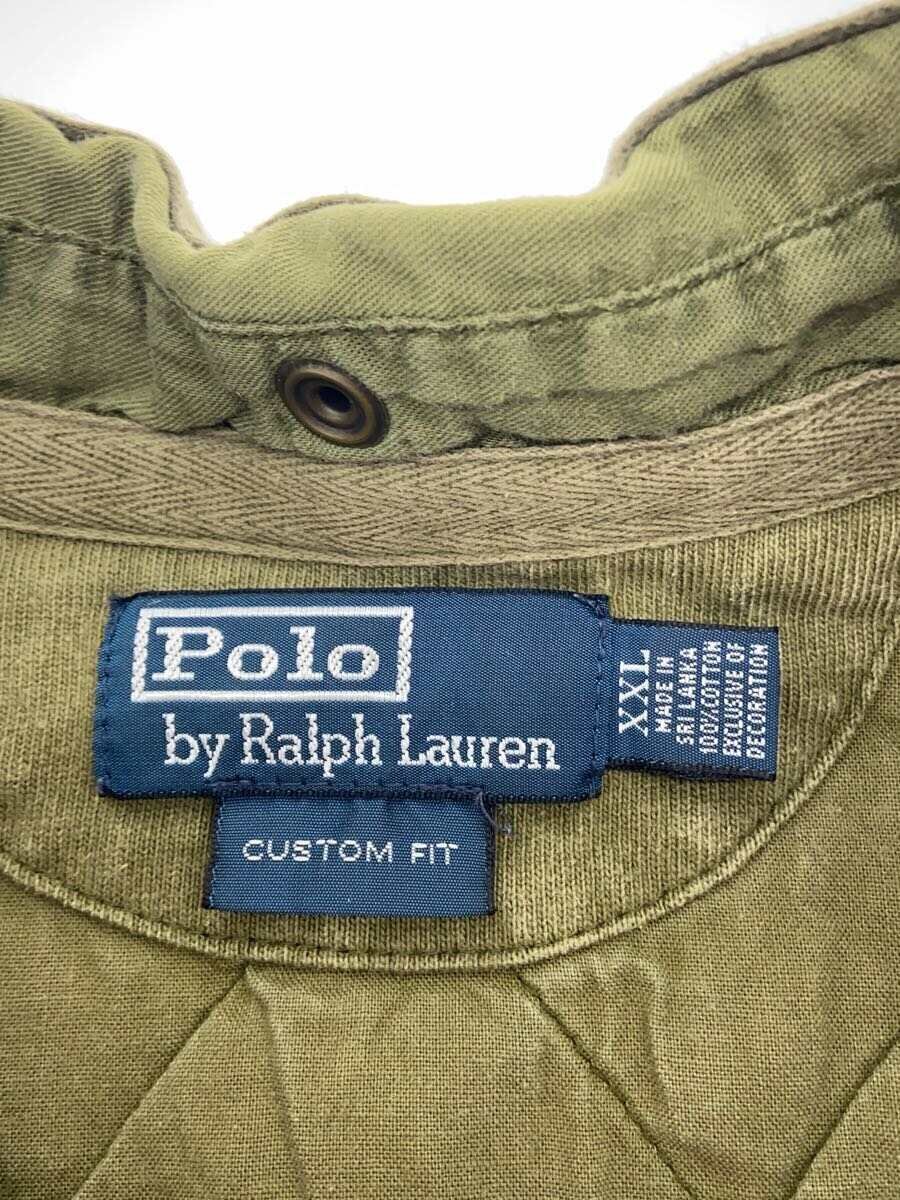 Polo
by Ralph Lauren
CUSTOM FIT
XXL
MADE IN
SRI LANKA
100%COTTON
EXCLUSIVE OF
DECORATION